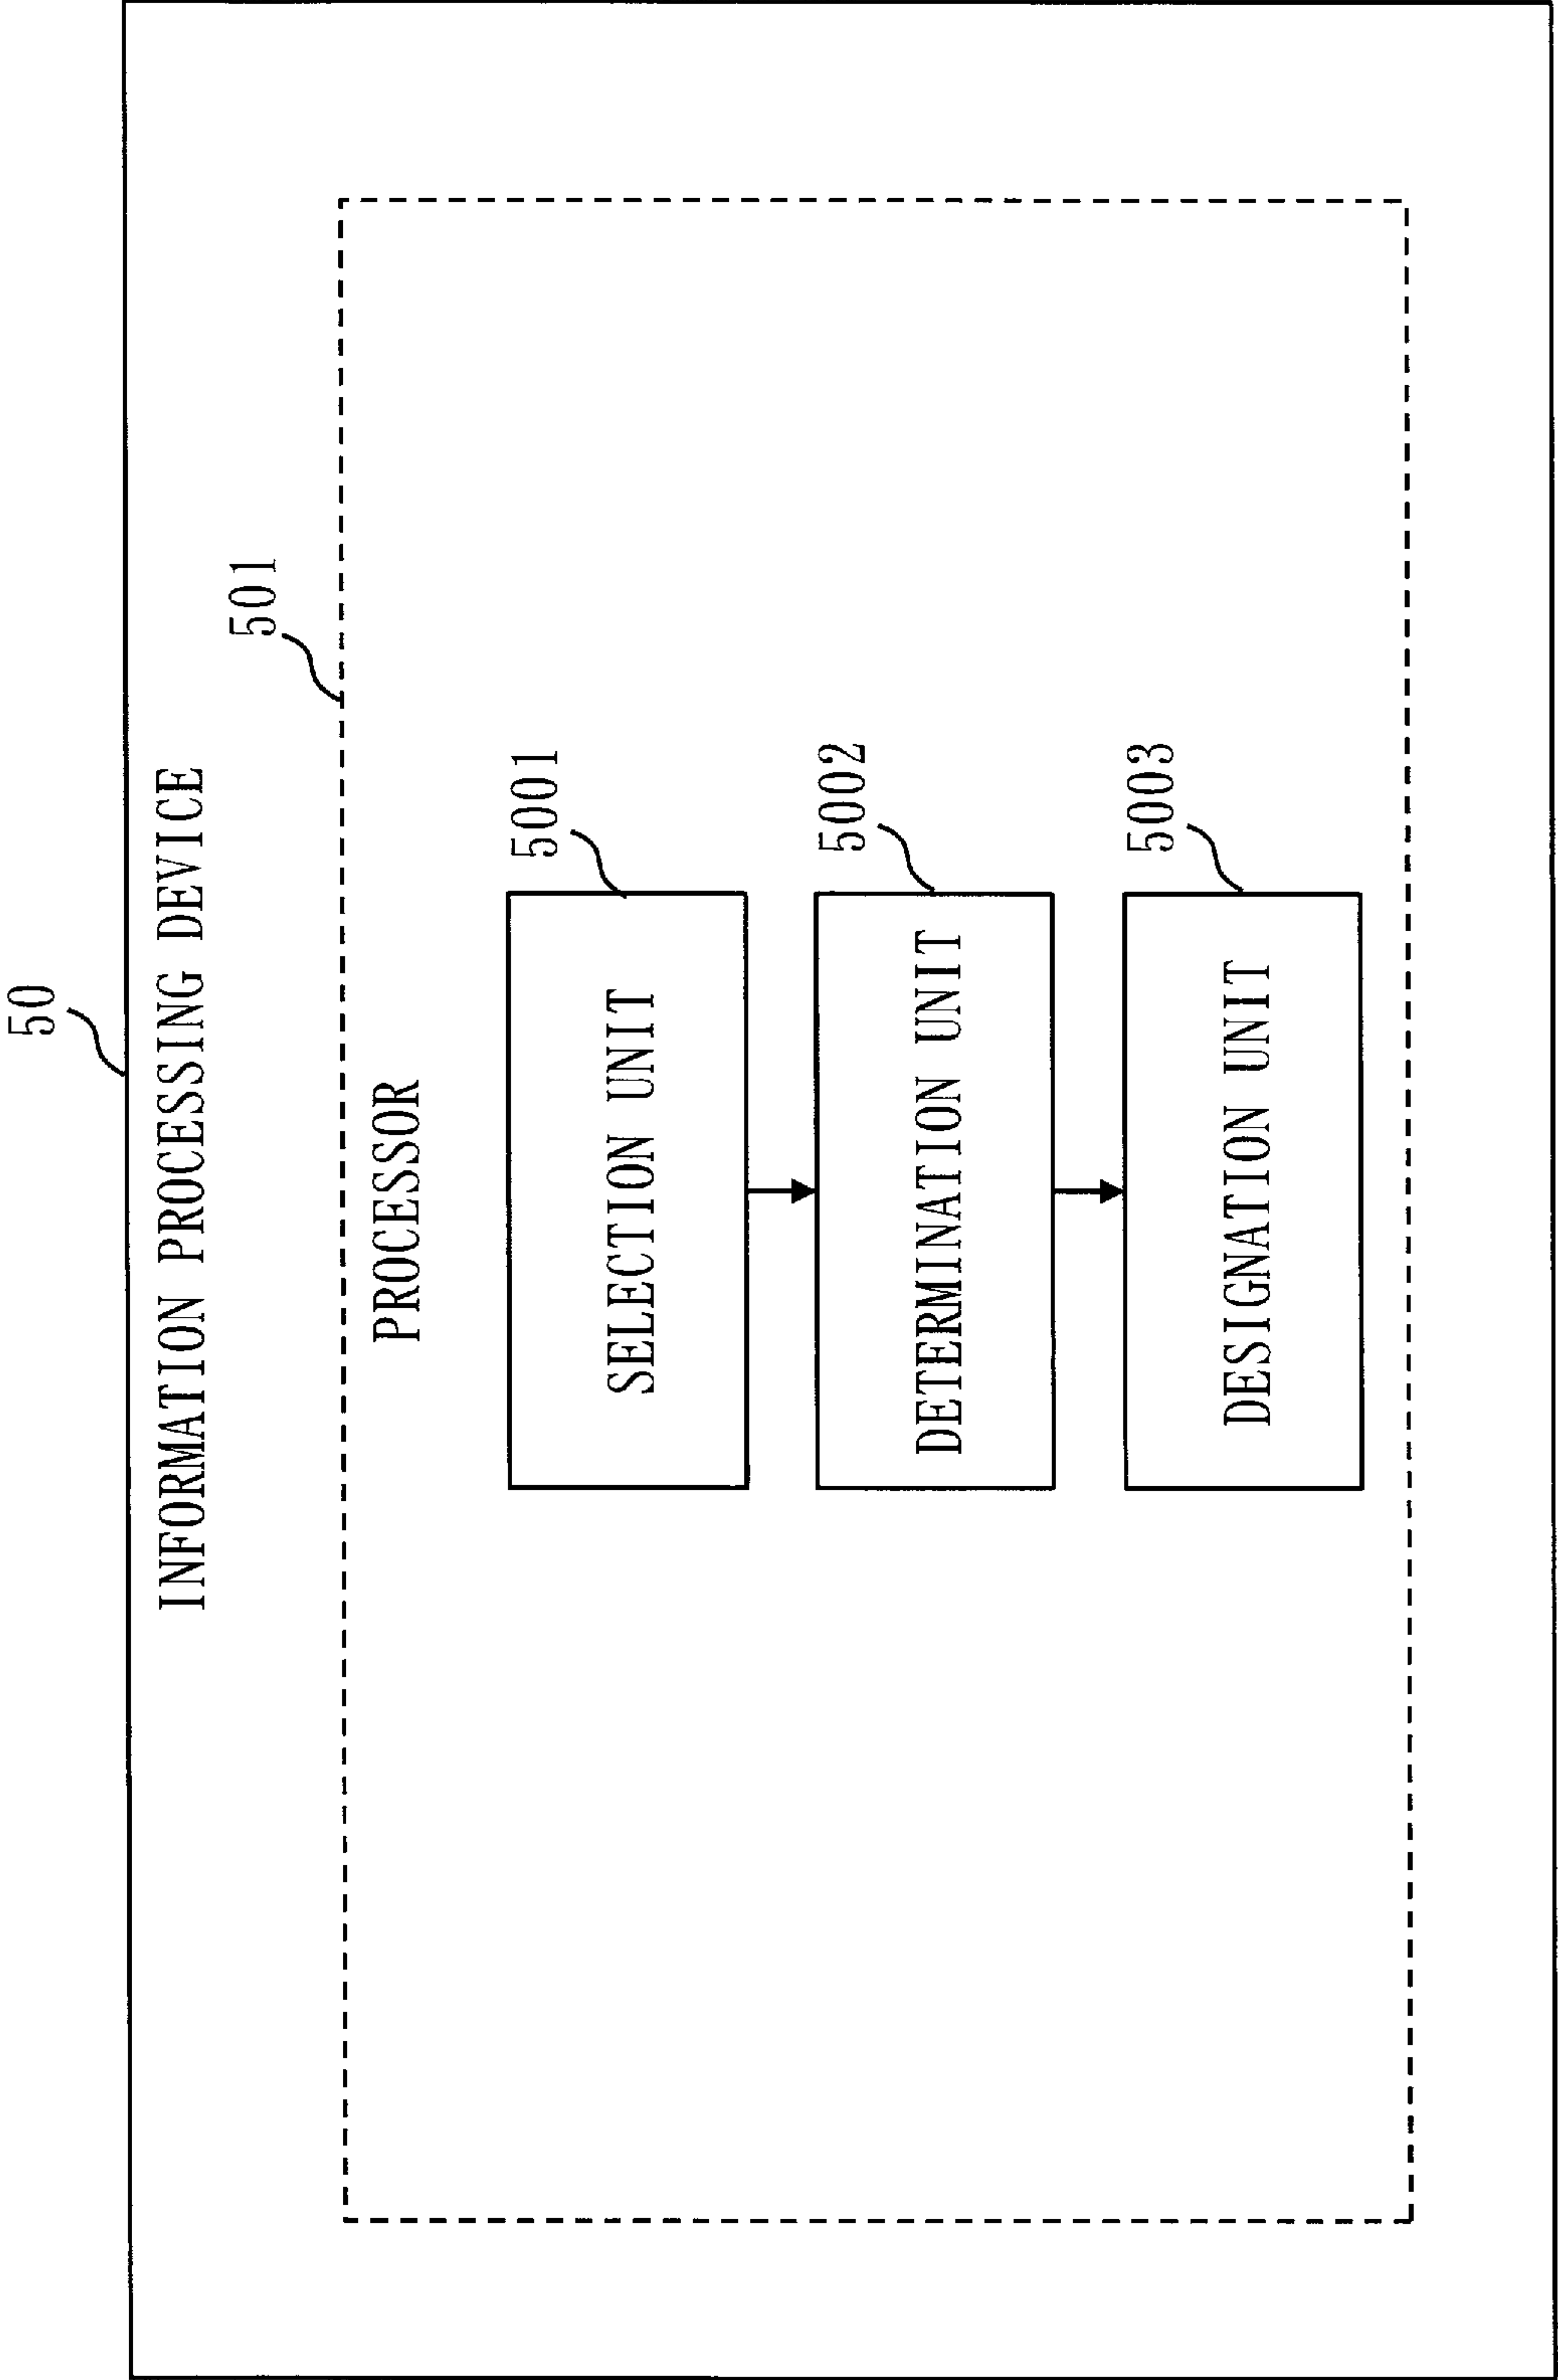 50
INFORMATION PROCESSING DEVICE
501
PROCESSOR
5001
SELECTION UNIT
5002
DETERMINATION UNIT
5003
DESIGNATION UNIT